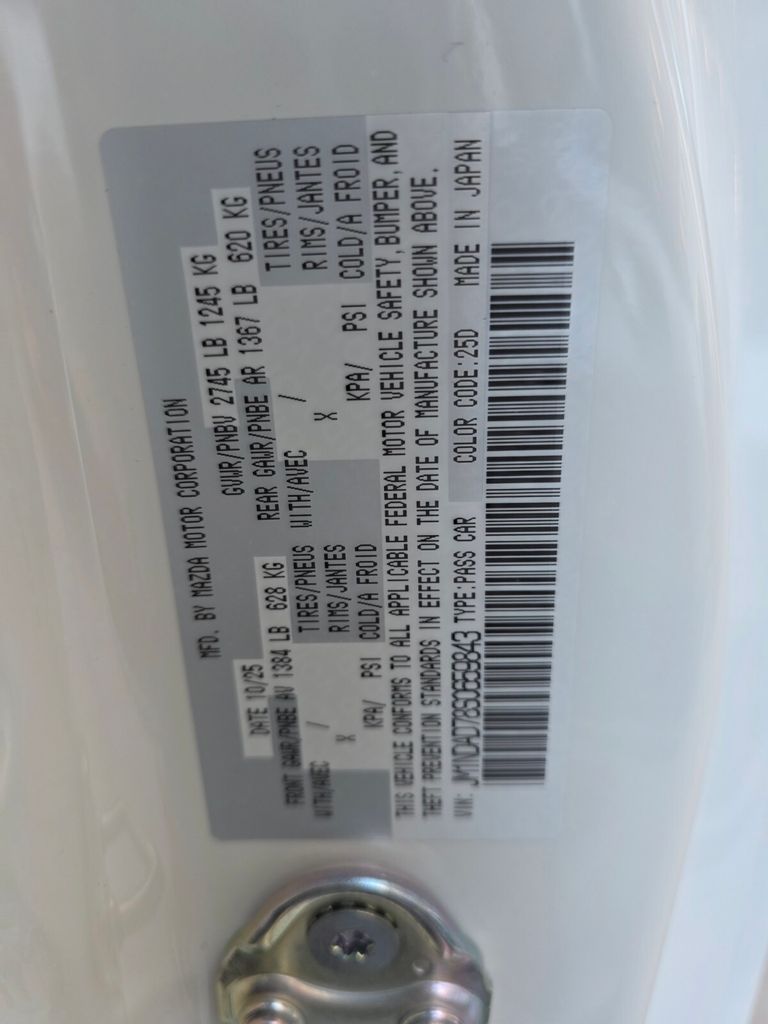 MFD. BY MAZDA MOTOR CORPORATION
DATE 10/25 GVWR/PNBV 2745 LB 1245 KG
FRONT GAWR/PNBE AV 1384 LB 628 KG REAR GAWR/PNBE AR 1367 LB 620 KG
WITH/AVEC / TIRES/PNEUS WITH/AVEC / TIRES/PNEUS
X RIMS/JANTES X RIMS/JANTES
KPA/ PSI COLD/A FROID KPA/ PSI COLD/A FROID
THIS VEHICLE CONFORMS TO ALL APPLICABLE FEDERAL MOTOR VEHICLE SAFETY, BUMPER, AND
THEFT PREVENTION STANDARDS IN EFFECT ON THE DATE OF MANUFACTURE SHOWN ABOVE.
VIN: JM1NDAD78S0659843 TYPE:PASS CAR COLOR CODE:25D MADE IN JAPAN